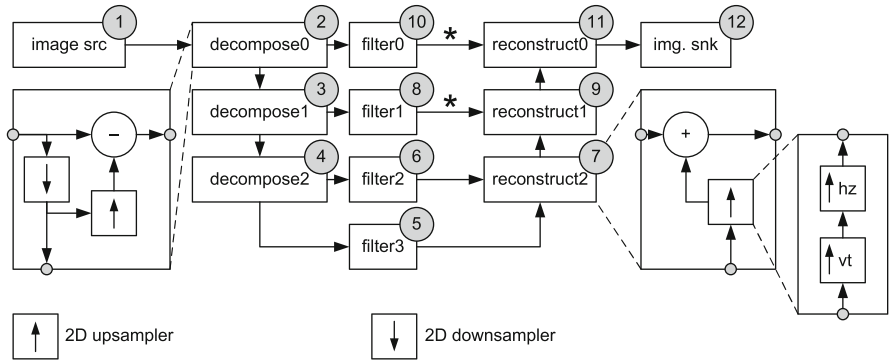 1 2 10 11 12
image src decompose0 filter0 * reconstruct0 img. snk
3 8 9
decompose1 filter1 * reconstruct1
− +
4 6 7
decompose2 filter2 reconstruct2
hz
5
filter3
vt
2D upsampler 2D downsampler